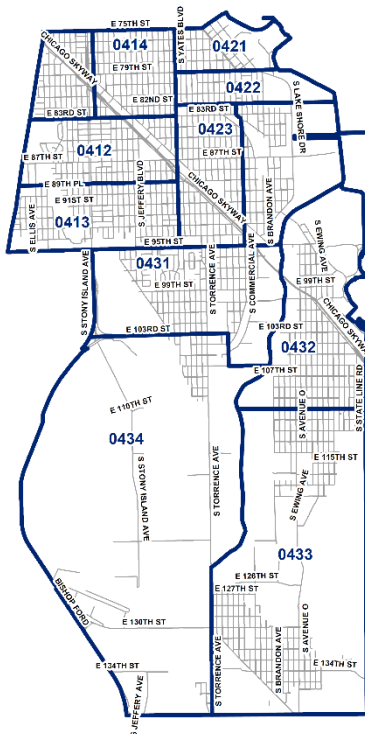 E 75TH ST
S YATES BLVD
0414
0421
CHICAGO SKYWAY
E 79TH ST
0422
S LAKE SHORE DR
E 82ND ST
E 83RD ST
E 83RD ST
0423
0412
E 87TH ST
E 87TH ST
S JEFFERY BLVD
CHICAGO SKYWAY
S BRANDON AVE
E 89TH PL
E 91ST ST
S ELLIS AVE
0413
E 95TH ST
S EWING AVE
0431
S STONY ISLAND AVE
S TORRENCE AVE
S COMMERCIAL AVE
E 99TH ST
E 99TH ST
CHICAGO SKYWAY
E 103RD ST
E 103RD ST
0432
S STATE LINE RD
E 107TH ST
E 110TH ST
S AVENUE O
0434
S STONY ISLAND AVE
S TORRENCE AVE
E 115TH ST
S EWING AVE
0433
E 126TH ST
E 127TH ST
BISHOP FORD
E 130TH ST
S AVENUE O
S BRANDON AVE
S TORRENCE AVE
E 134TH ST
E 134TH ST
S JEFFERY AVE